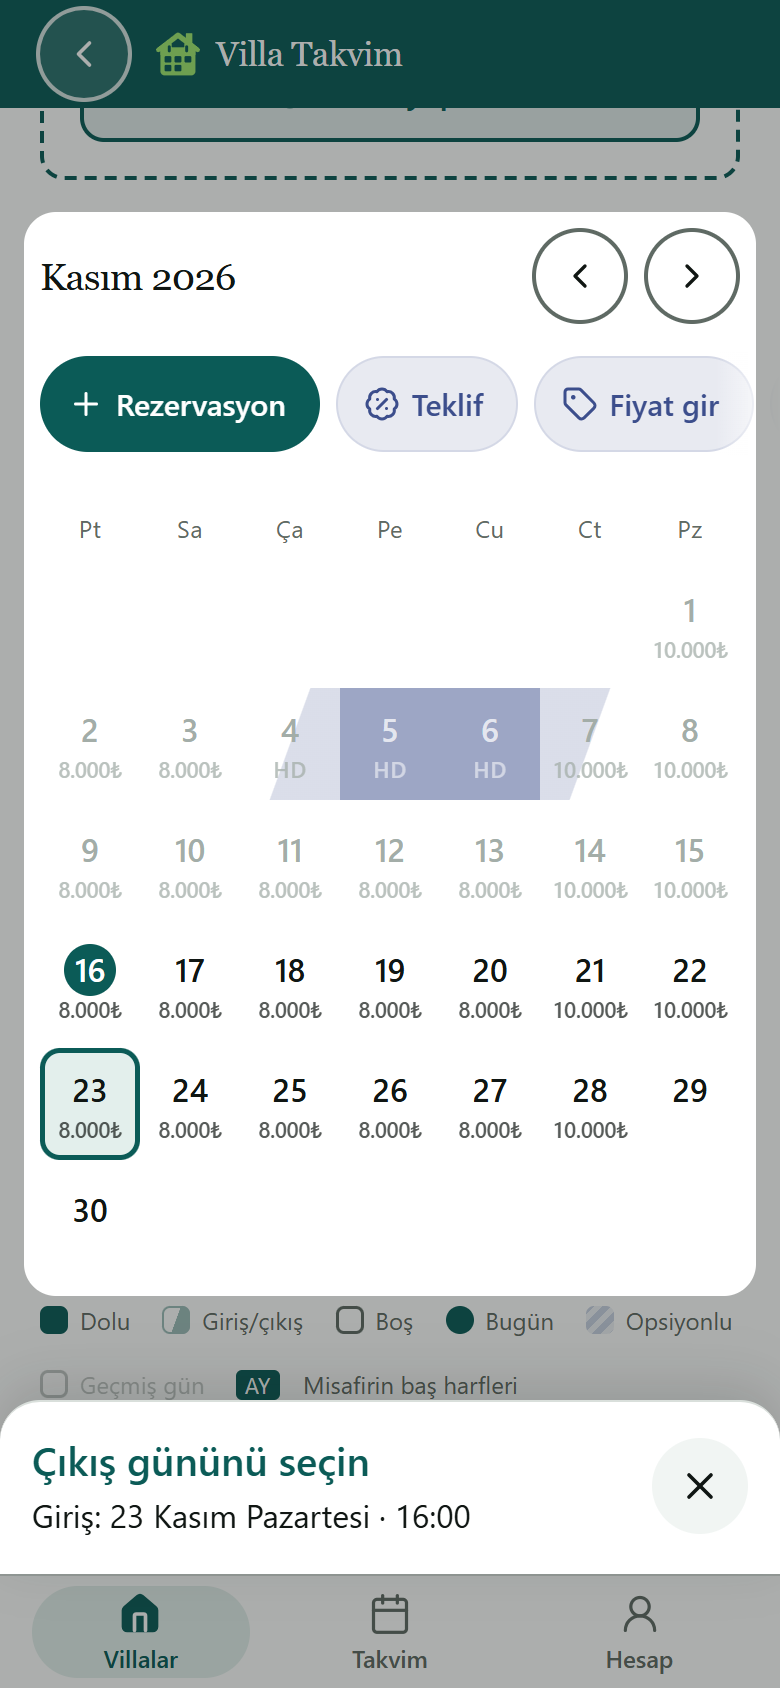 Villa Takvim
Kasım 2026
Rezervasyon
Teklif
Fiyat gir
Pt Sa Ça Pe Cu Ct Pz
1
10.000₺
2 3 4 5 6 7 8
8.000₺ 8.000₺ HD HD HD 10.000₺ 10.000₺
9 10 11 12 13 14 15
8.000₺ 8.000₺ 8.000₺ 8.000₺ 8.000₺ 10.000₺ 10.000₺
16 17 18 19 20 21 22
8.000₺ 8.000₺ 8.000₺ 8.000₺ 8.000₺ 10.000₺ 10.000₺
23 24 25 26 27 28 29
8.000₺ 8.000₺ 8.000₺ 8.000₺ 8.000₺ 10.000₺
30
Dolu Giriş/çıkış Boş Bugün Opsiyonlu
Geçmiş gün AY Misafirin baş harfleri
Çıkış gününü seçin
Giriş: 23 Kasım Pazartesi · 16:00
Villalar Takvim Hesap